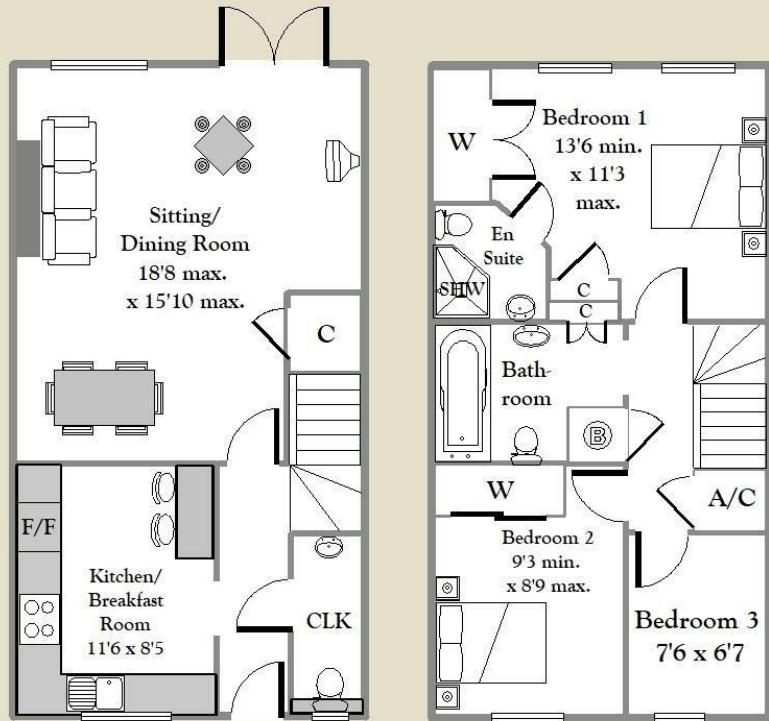 Sitting/
Dining Room
18'8 max.
x 15'10 max.
C
F/F
Kitchen/
Breakfast
Room
11'6 x 8'5
CLK
W
Bedroom 1
13'6 min.
x 11'3
max.
En
Suite
SHW
C
C
Bath-
room
B
W
A/C
Bedroom 2
9'3 min.
x 8'9 max.
Bedroom 3
7'6 x 6'7